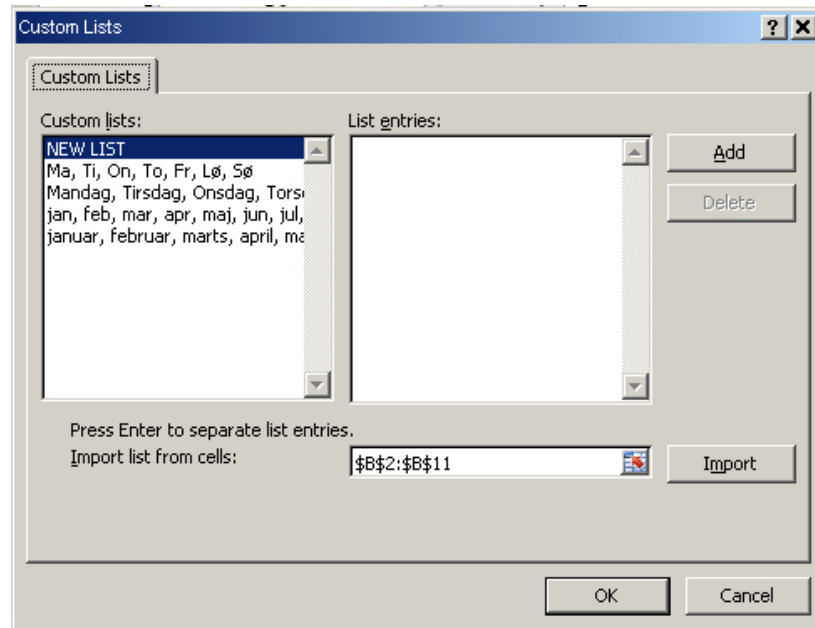 Custom Lists
Custom Lists
Custom lists:
List entries:
NEW LIST
Ma, Ti, On, To, Fr, Lø, Sø
Mandag, Tirsdag, Onsdag, Tors
jan, feb, mar, apr, maj, jun, jul,
januar, februar, marts, april, ma
Add
Delete
Press Enter to separate list entries.
Import list from cells:
$B$2:$B$11
Import
OK
Cancel